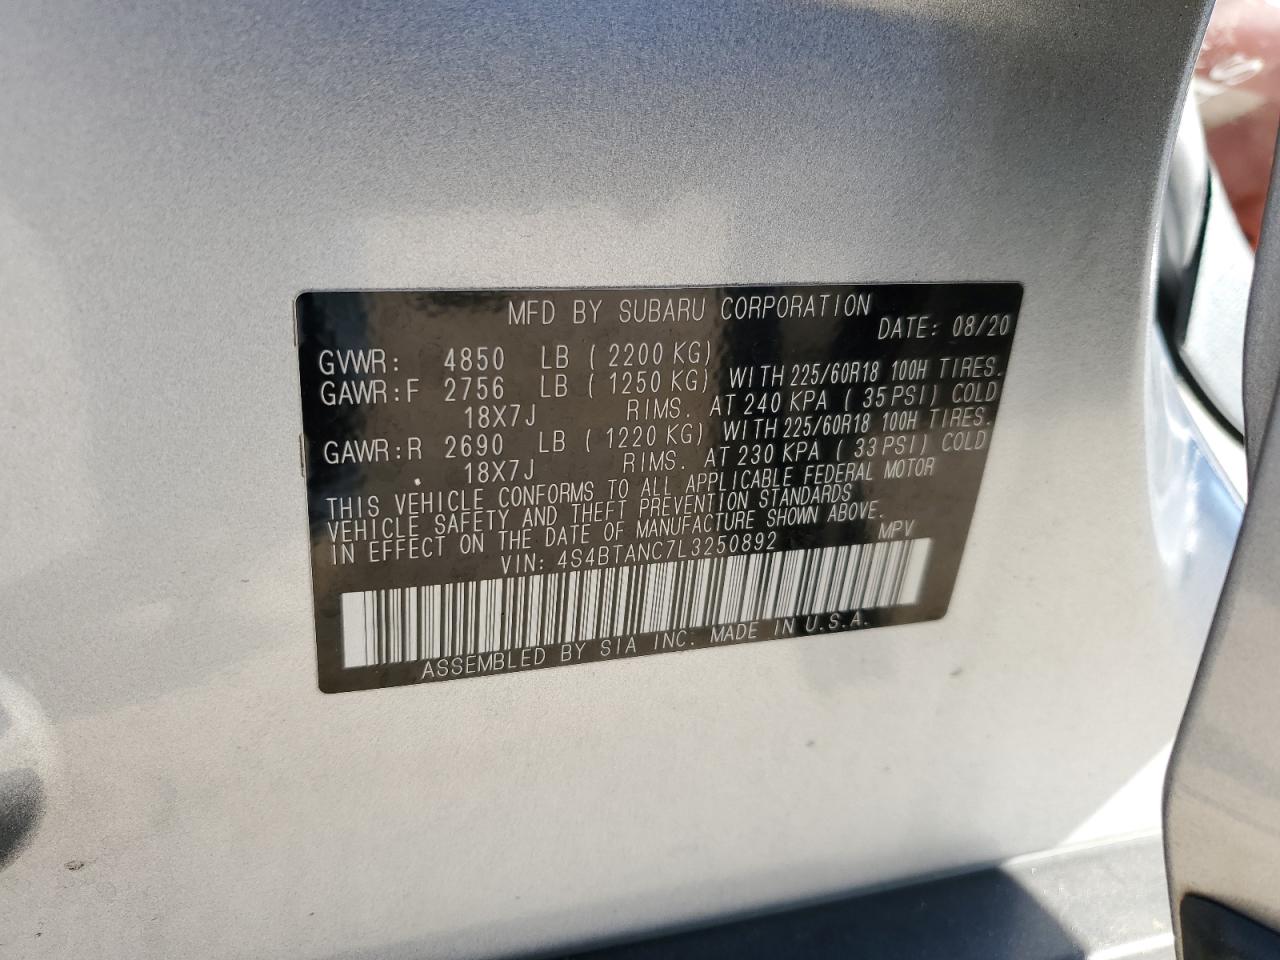 MFD BY SUBARU CORPORATION
DATE: 08/20
GVWR: 4850 LB ( 2200 KG)
GAWR:F 2756 LB ( 1250 KG) WITH 225/60R18 100H TIRES.
18X7J RIMS. AT 240 KPA ( 35 PSI) COLD
GAWR:R 2690 LB ( 1220 KG) WITH 225/60R18 100H TIRES.
18X7J RIMS. AT 230 KPA ( 33 PSI) COLD
THIS VEHICLE CONFORMS TO ALL APPLICABLE FEDERAL MOTOR
VEHICLE SAFETY AND THEFT PREVENTION STANDARDS
IN EFFECT ON THE DATE OF MANUFACTURE SHOWN ABOVE.
VIN: 4S4BTANC7L3250892 MPV
ASSEMBLED BY SIA INC. MADE IN U.S.A.